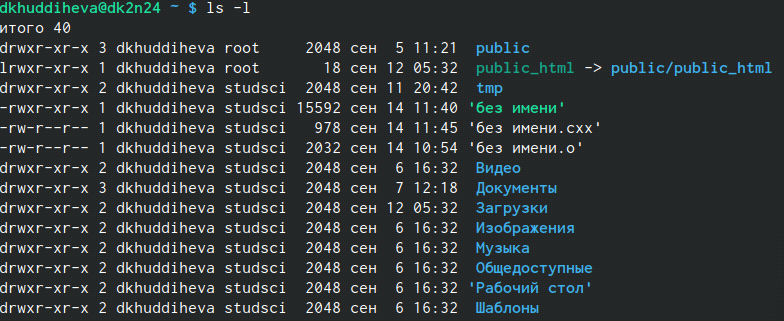 dkhuddiheva@dk2n24 ~ $ ls -l
итого 40
drwxr-xr-x 3 dkhuddiheva root     2048 сен  5 11:21  public
lrwxr-xr-x 1 dkhuddiheva root       18 сен 12 05:32  public_html -> public/public_html
drwxr-xr-x 2 dkhuddiheva studsci  2048 сен 11 20:42  tmp
-rwxr-xr-x 1 dkhuddiheva studsci 15592 сен 14 11:40 'без имени'
-rw-r--r-- 1 dkhuddiheva studsci   978 сен 14 11:45 'без имени.cxx'
-rw-r--r-- 1 dkhuddiheva studsci  2032 сен 14 10:54 'без имени.o'
drwxr-xr-x 2 dkhuddiheva studsci  2048 сен  6 16:32  Видео
drwxr-xr-x 3 dkhuddiheva studsci  2048 сен  7 12:18  Документы
drwxr-xr-x 2 dkhuddiheva studsci  2048 сен 12 05:32  Загрузки
drwxr-xr-x 2 dkhuddiheva studsci  2048 сен  6 16:32  Изображения
drwxr-xr-x 2 dkhuddiheva studsci  2048 сен  6 16:32  Музыка
drwxr-xr-x 2 dkhuddiheva studsci  2048 сен  6 16:32  Общедоступные
drwxr-xr-x 2 dkhuddiheva studsci  2048 сен  6 16:32 'Рабочий стол'
drwxr-xr-x 2 dkhuddiheva studsci  2048 сен  6 16:32  Шаблоны